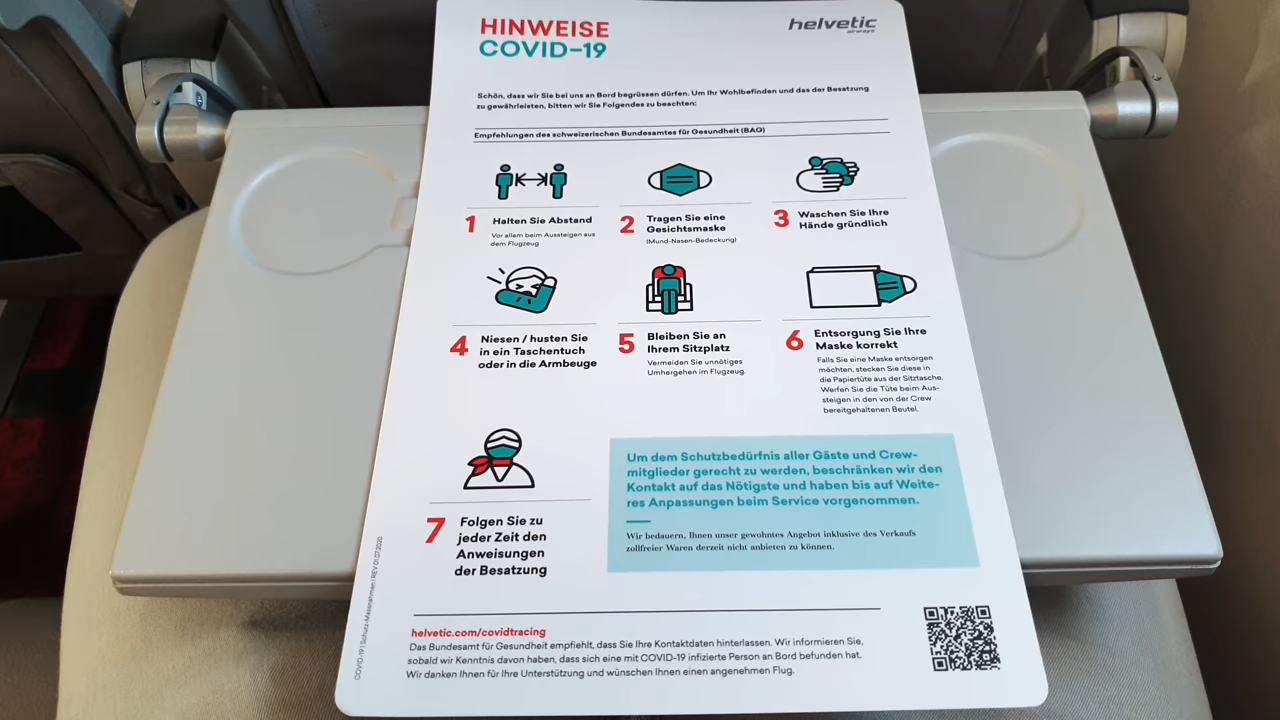 HINWEISE
COVID-19
helvetic
airways
Schön, dass wir Sie bei uns an Bord begrüssen dürfen. Um Ihr Wohlbefinden und das der Besatzung
zu gewährleisten, bitten wir Sie Folgendes zu beachten:
Empfehlungen des schweizerischen Bundesamtes für Gesundheit (BAG)
1 Halten Sie Abstand
Vor allem beim Aussteigen aus
dem Flugzeug
2 Tragen Sie eine
Gesichtsmaske
(Mund-Nasen-Bedeckung)
3 Waschen Sie Ihre
Hände gründlich
4 Niesen / husten Sie
in ein Taschentuch
oder in die Armbeuge
5 Bleiben Sie an
Ihrem Sitzplatz
Vermeiden Sie unnötiges
Umhergehen im Flugzeug.
6 Entsorgung Sie Ihre
Maske korrekt
Falls Sie eine Maske entsorgen
möchten, stecken Sie diese in
die Papiertüte aus der Sitztasche.
Werfen Sie die Tüte beim Aus-
steigen in den von der Crew
bereitgehaltenen Beutel.
7 Folgen Sie zu
jeder Zeit den
Anweisungen
der Besatzung
Um dem Schutzbedürfnis aller Gäste und Crew-
mitglieder gerecht zu werden, beschränken wir den
Kontakt auf das Nötigste und haben bis auf Weite-
res Anpassungen beim Service vorgenommen.
Wir bedauern, Ihnen unser gewohntes Angebot inklusive des Verkaufs
zollfreier Waren derzeit nicht anbieten zu können.
helvetic.com/covidtracing
Das Bundesamt für Gesundheit empfiehlt, dass Sie Ihre Kontaktdaten hinterlassen. Wir informieren Sie,
sobald wir Kenntnis davon haben, dass sich eine mit COVID-19 infizierte Person an Bord befunden hat.
Wir danken Ihnen für Ihre Unterstützung und wünschen Ihnen einen angenehmen Flug.
COVID-19 | Schutz-Massnahmen | REV 01.07.2020